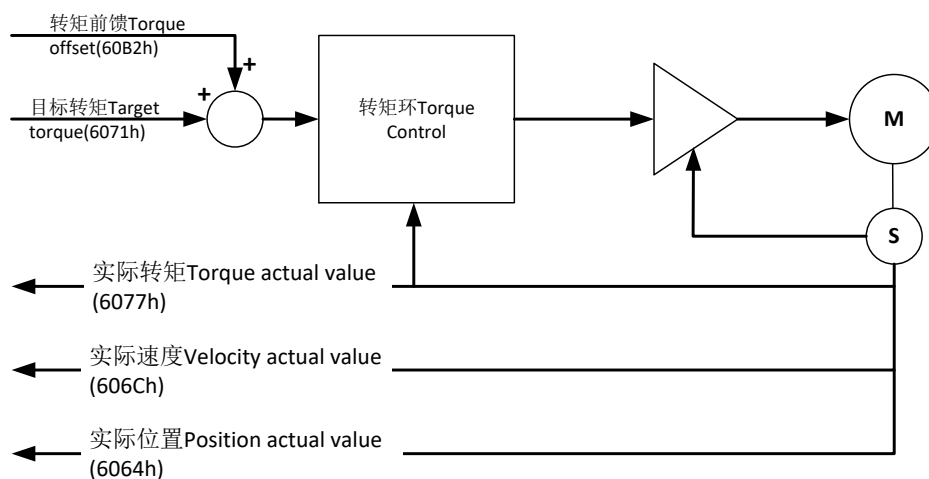 转矩前馈Torque
offset(60B2h)
+
+
目标转矩Target
torque(6071h)
转矩环Torque
Control
M
S
实际转矩Torque actual value
(6077h)
实际速度Velocity actual value
(606Ch)
实际位置Position actual value
(6064h)